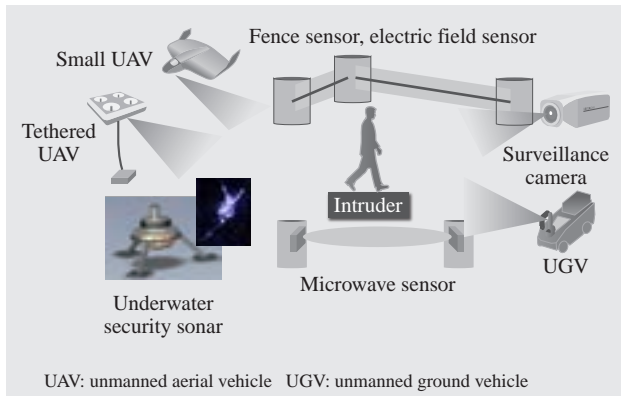 Fence sensor, electric field sensor
Small UAV
Tethered
UAV
Surveillance
camera
Intruder
UGV
Microwave sensor
Underwater
security sonar
UAV: unmanned aerial vehicle UGV: unmanned ground vehicle